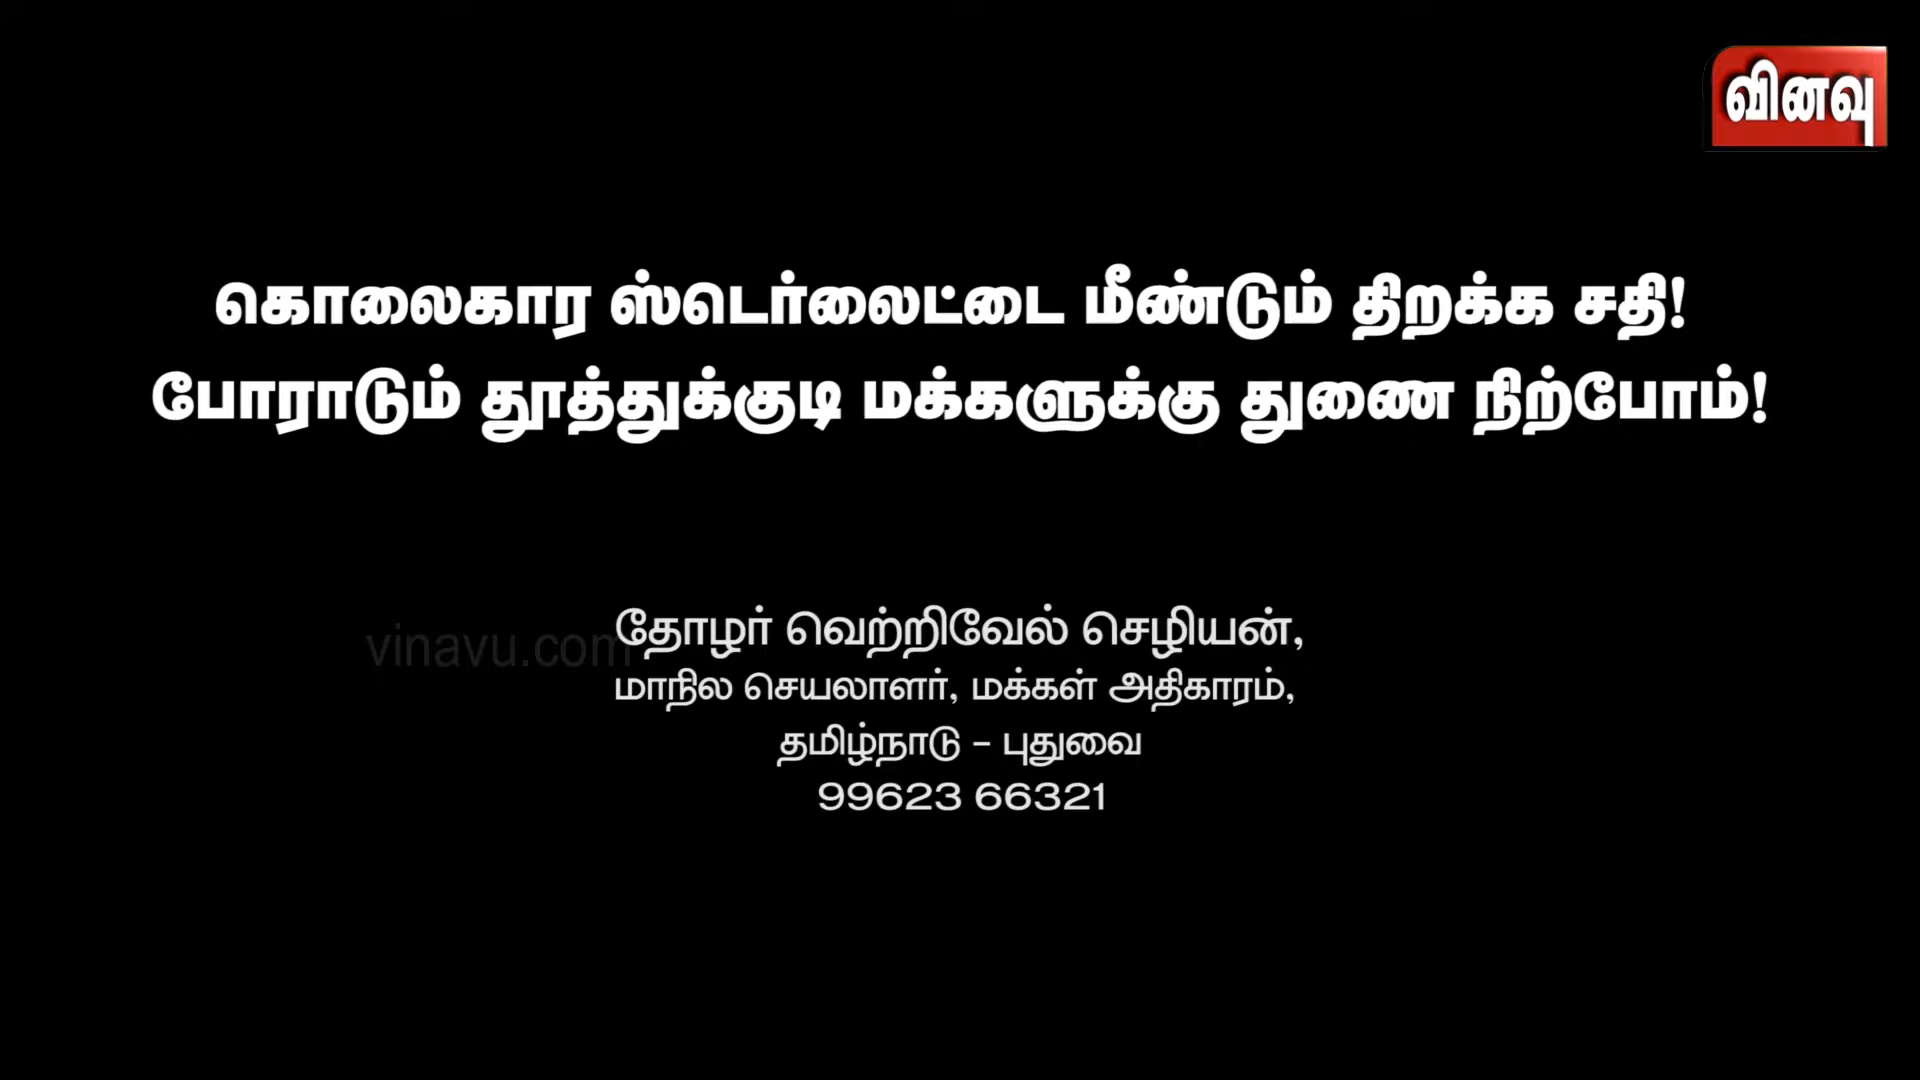 வினவு
கொலைகார ஸ்டெர்லைட்டை மீண்டும் திறக்க சதி!
போராடும் தூத்துக்குடி மக்களுக்கு துணை நிற்போம்!
vinavu.com
தோழர் வெற்றிவேல் செழியன்,
மாநில செயலாளர், மக்கள் அதிகாரம்,
தமிழ்நாடு – புதுவை
99623 66321